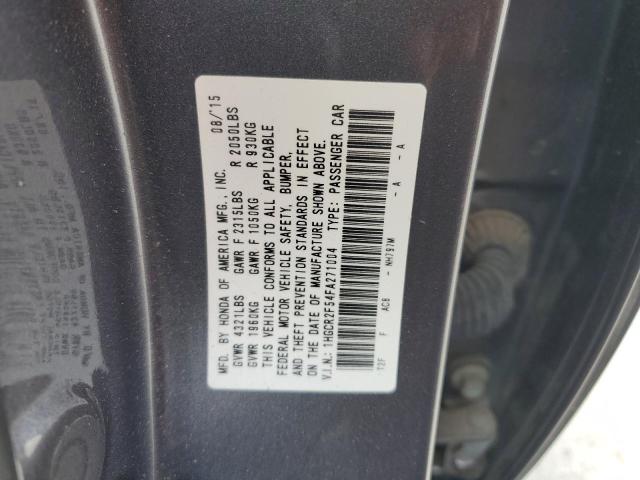 MFD. BY HONDA OF AMERICA MFG., INC. 08/15
GVWR 4321LBS GAWR F 2315LBS R 2050LBS
GVWR 1960KG GAWR F 1050KG R 930KG
THIS VEHICLE CONFORMS TO ALL APPLICABLE
FEDERAL MOTOR VEHICLE SAFETY, BUMPER,
AND THEFT PREVENTION STANDARDS IN EFFECT
ON THE DATE OF MANUFACTURE SHOWN ABOVE.
V.I.N.: 1HGCR2F54FA271004 TYPE: PASSENGER CAR
F ACB - NH797M - A - A
12F